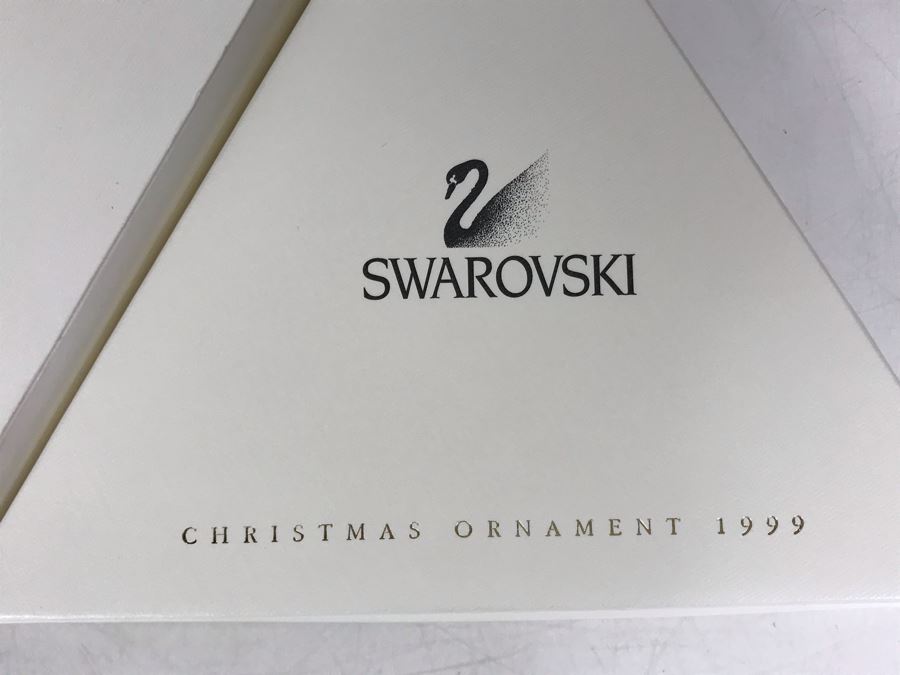 SWAROVSKI
CHRISTMAS ORNAMENT 1999